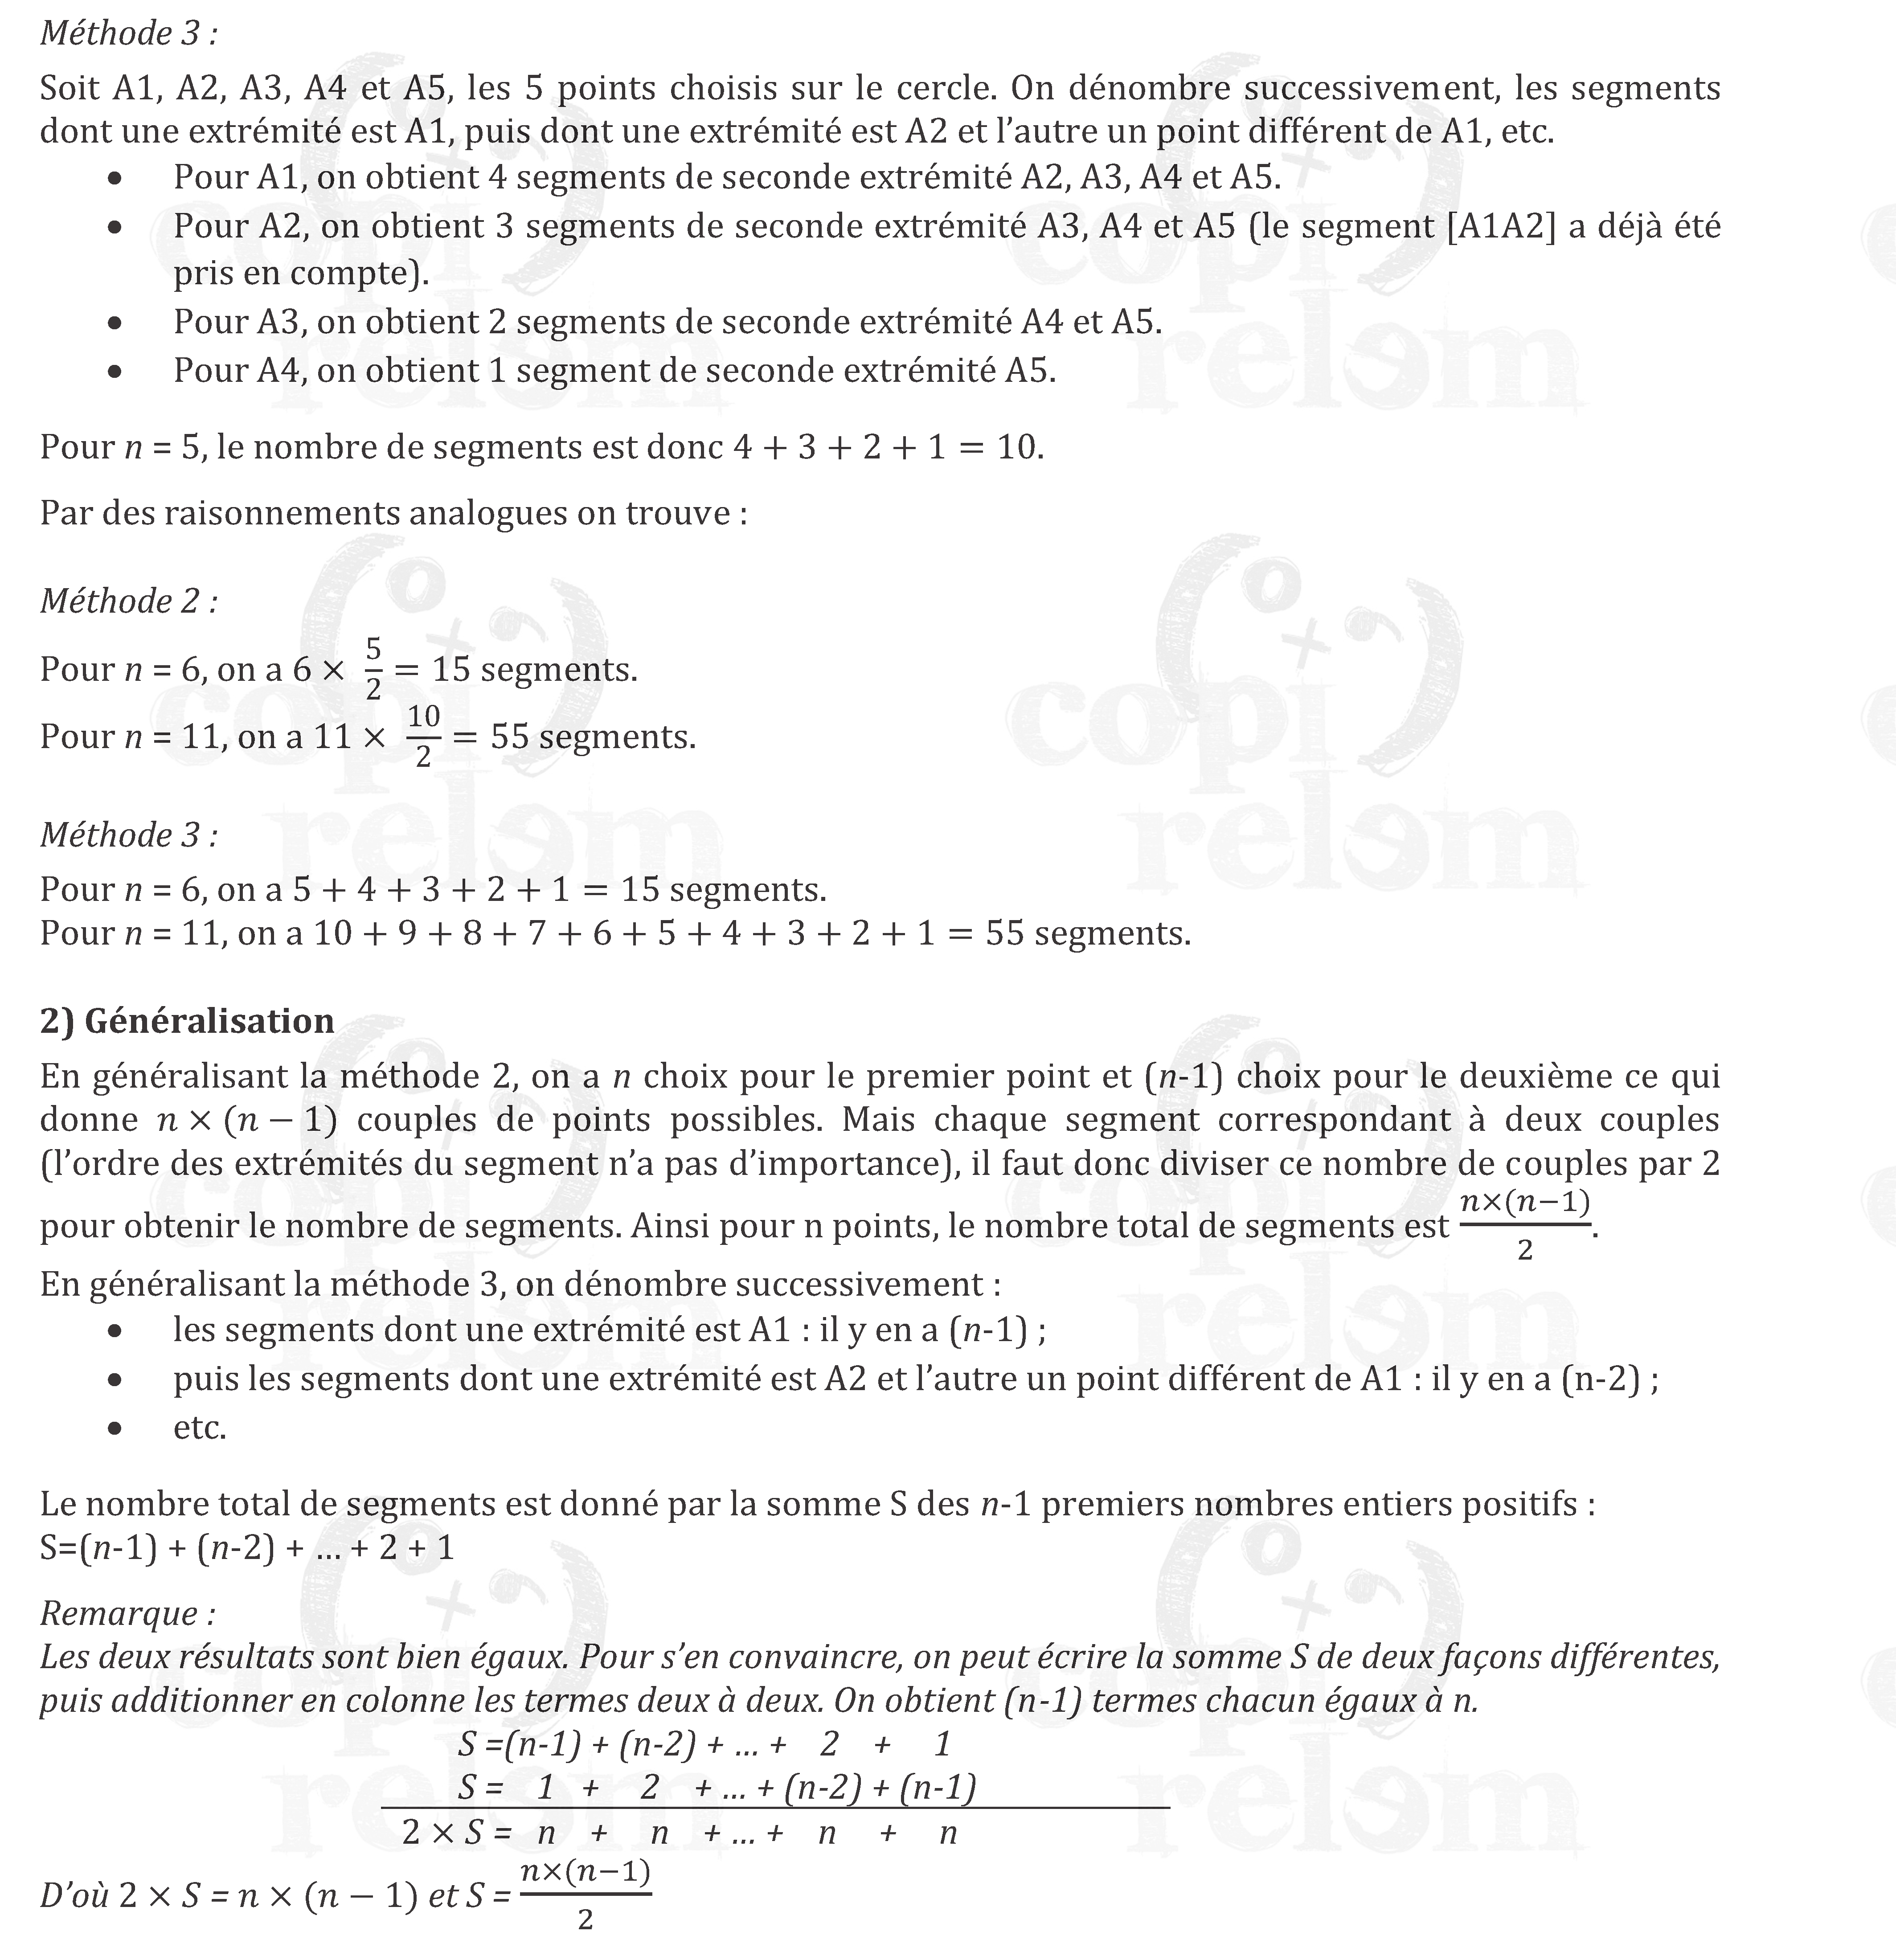 Méthode 3 :
Soit A1, A2, A3, A4 et A5, les 5 points choisis sur le cercle. On dénombre successivement, les segments
dont une extrémité est A1, puis dont une extrémité est A2 et l'autre un point différent de A1, etc.
• Pour A1, on obtient 4 segments de seconde extrémité A2, A3, A4 et A5.
• Pour A2, on obtient 3 segments de seconde extrémité A3, A4 et A5 (le segment [A1A2] a déjà été
pris en compte).
• Pour A3, on obtient 2 segments de seconde extrémité A4 et A5.
• Pour A4, on obtient 1 segment de seconde extrémité A5.
Pour n = 5, le nombre de segments est donc 4 + 3 + 2 + 1 = 10.
Par des raisonnements analogues on trouve :
Méthode 2 :
Pour n = 6, on a 6 × 5/2 = 15 segments.
Pour n = 11, on a 11 × 10/2 = 55 segments.
Méthode 3 :
Pour n = 6, on a 5 + 4 + 3 + 2 + 1 = 15 segments.
Pour n = 11, on a 10 + 9 + 8 + 7 + 6 + 5 + 4 + 3 + 2 + 1 = 55 segments.
2) Généralisation
En généralisant la méthode 2, on a n choix pour le premier point et (n-1) choix pour le deuxième ce qui
donne n × (n − 1) couples de points possibles. Mais chaque segment correspondant à deux couples
(l'ordre des extrémités du segment n'a pas d'importance), il faut donc diviser ce nombre de couples par 2
pour obtenir le nombre de segments. Ainsi pour n points, le nombre total de segments est n×(n−1)/2.
En généralisant la méthode 3, on dénombre successivement :
• les segments dont une extrémité est A1 : il y en a (n-1) ;
• puis les segments dont une extrémité est A2 et l'autre un point différent de A1 : il y en a (n-2) ;
• etc.
Le nombre total de segments est donné par la somme S des n-1 premiers nombres entiers positifs :
S=(n-1) + (n-2) + ... + 2 + 1
Remarque :
Les deux résultats sont bien égaux. Pour s'en convaincre, on peut écrire la somme S de deux façons différentes,
puis additionner en colonne les termes deux à deux. On obtient (n-1) termes chacun égaux à n.
S =(n-1) + (n-2) + ... + 2 + 1
S = 1 + 2 + ... + (n-2) + (n-1)
2 × S = n + n + ... + n + n
D'où 2 × S = n × (n − 1) et S = n×(n−1)/2